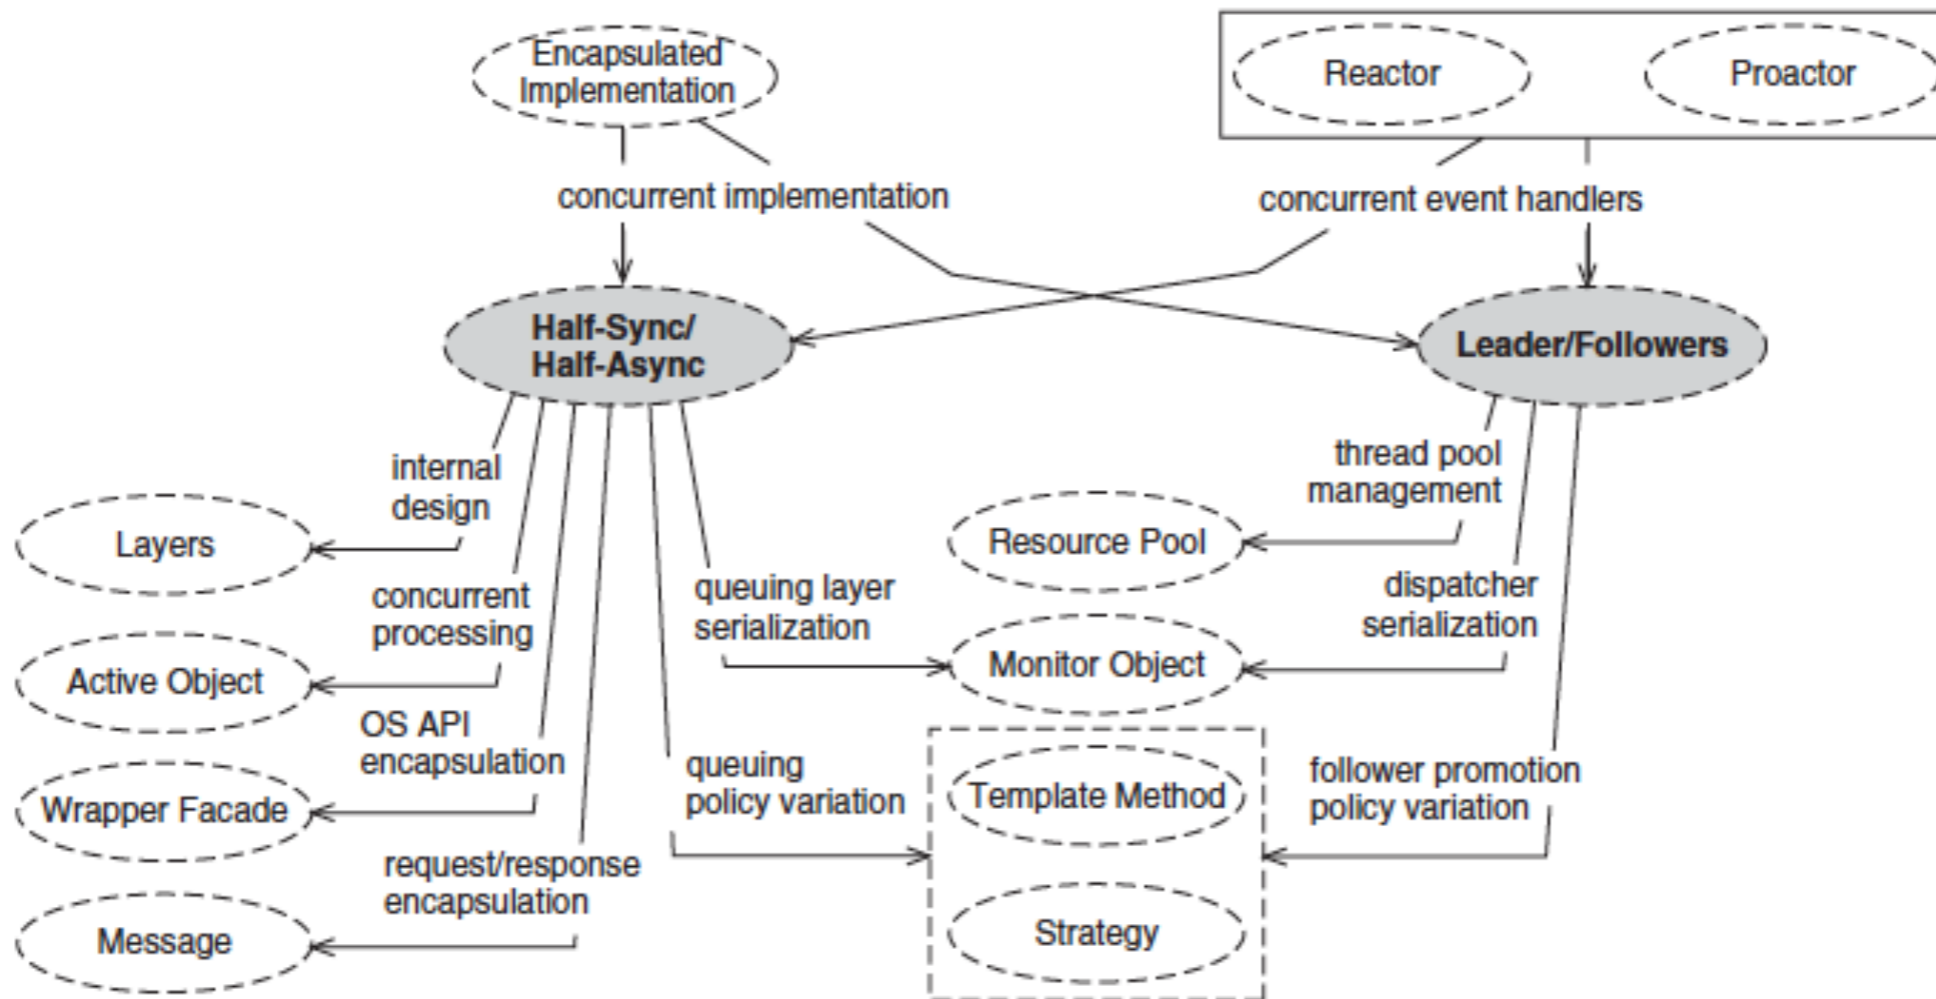 Encapsulated
Implementation
Reactor
Proactor
concurrent implementation
concurrent event handlers
Half-Sync/
Half-Async
Leader/Followers
internal
design
thread pool
management
Layers
Resource Pool
concurrent
processing
queuing layer
serialization
dispatcher
serialization
Active Object
Monitor Object
OS API
encapsulation
queuing
policy variation
follower promotion
policy variation
Wrapper Facade
Template Method
request/response
encapsulation
Message
Strategy